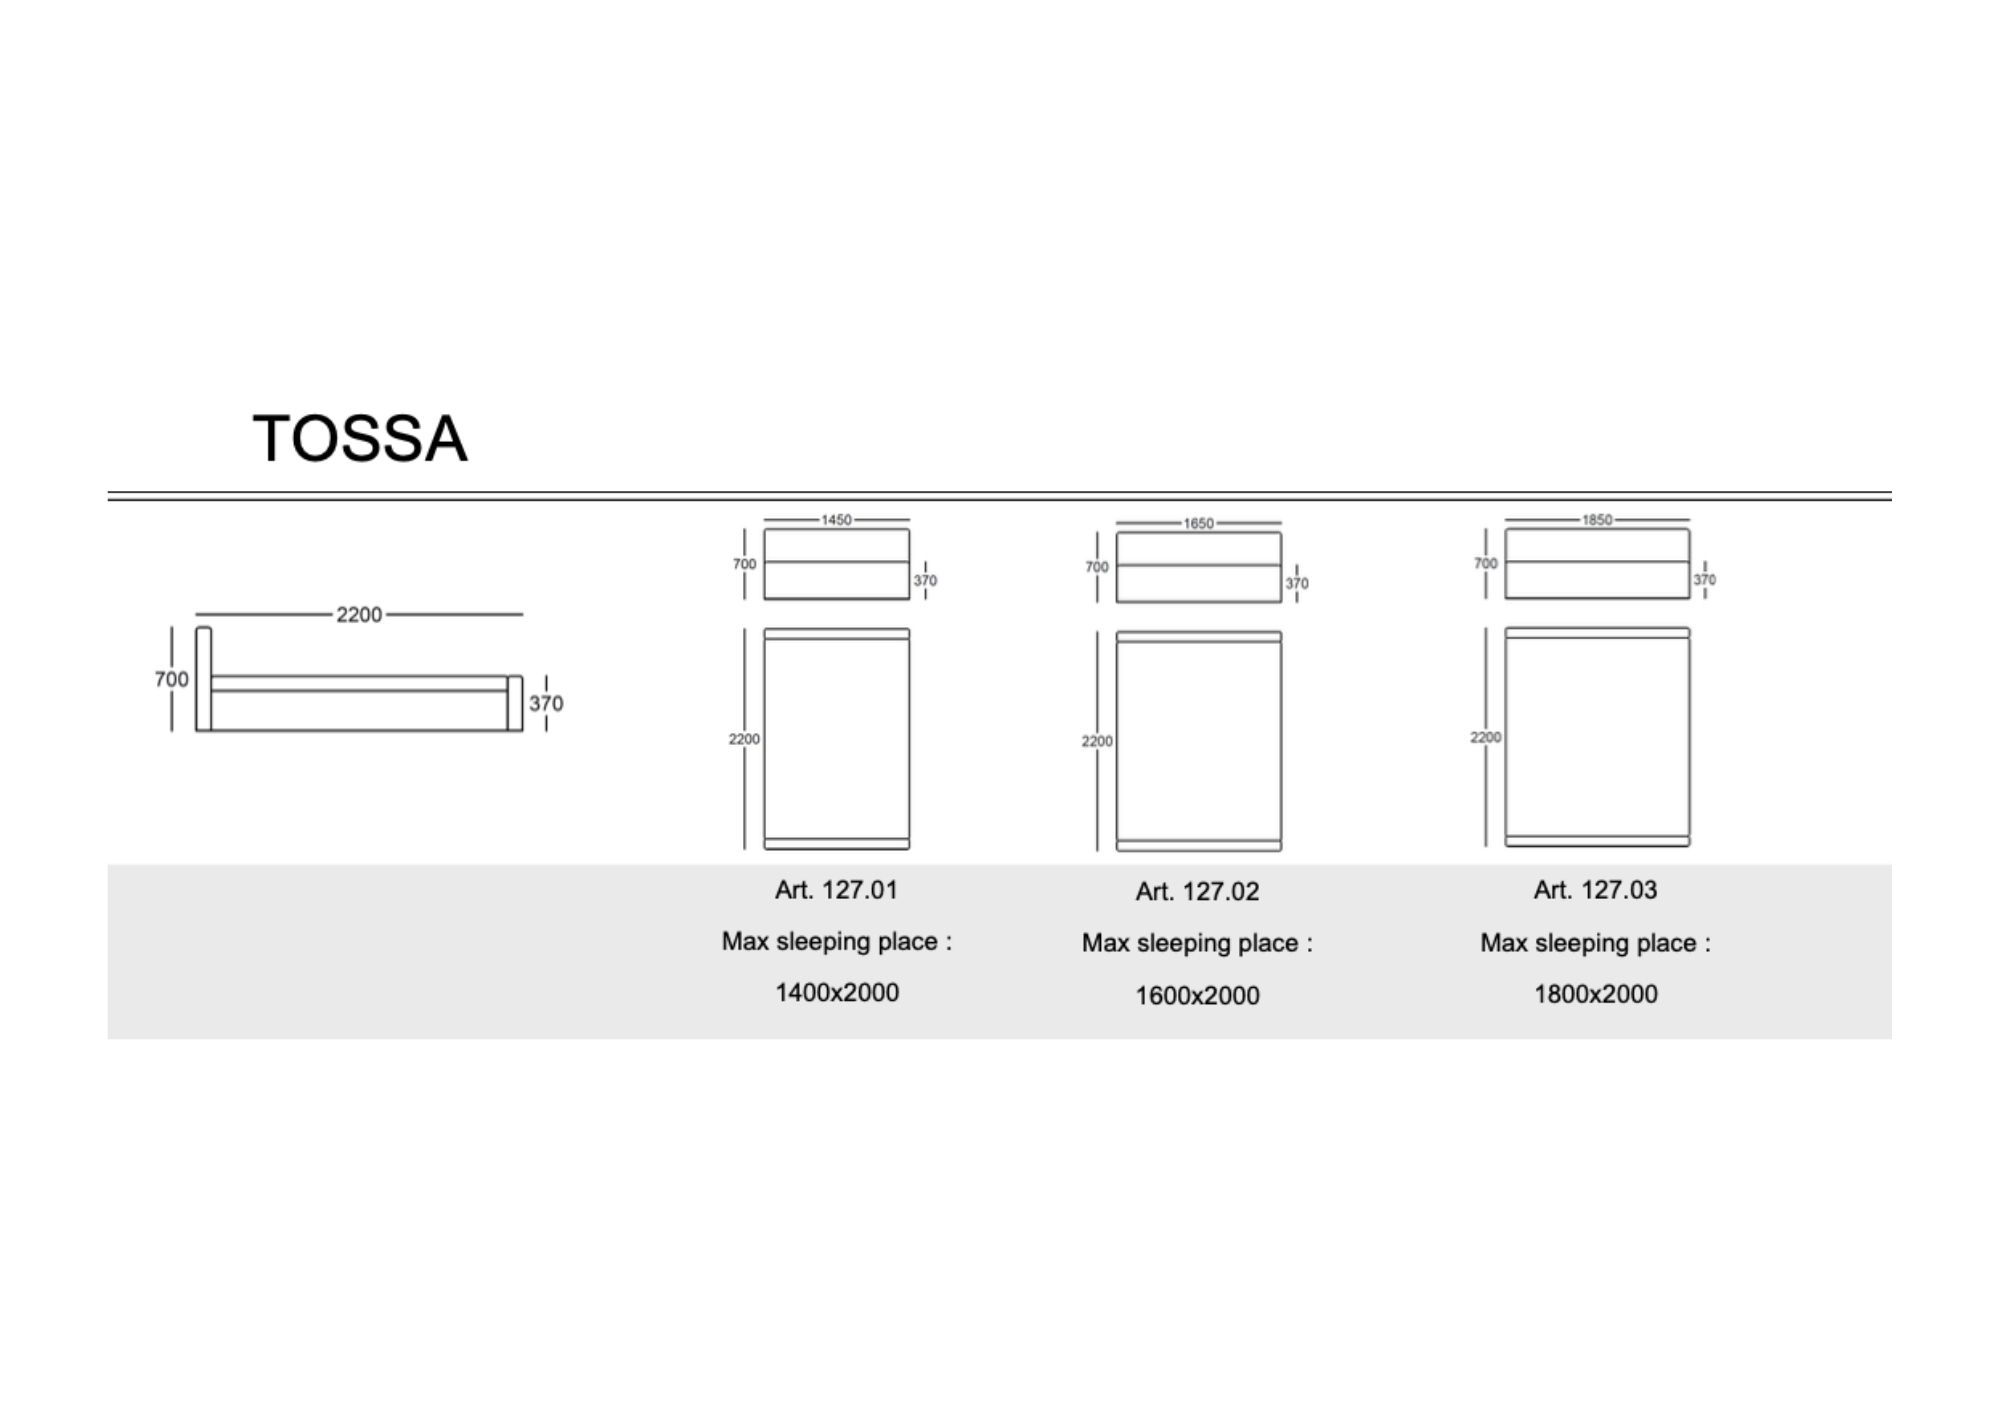 TOSSA
2200
700
370
1450
700
370
2200
1650
700
370
2200
1850
700
370
2200
Art. 127.01
Max sleeping place :
1400x2000
Art. 127.02
Max sleeping place :
1600x2000
Art. 127.03
Max sleeping place :
1800x2000